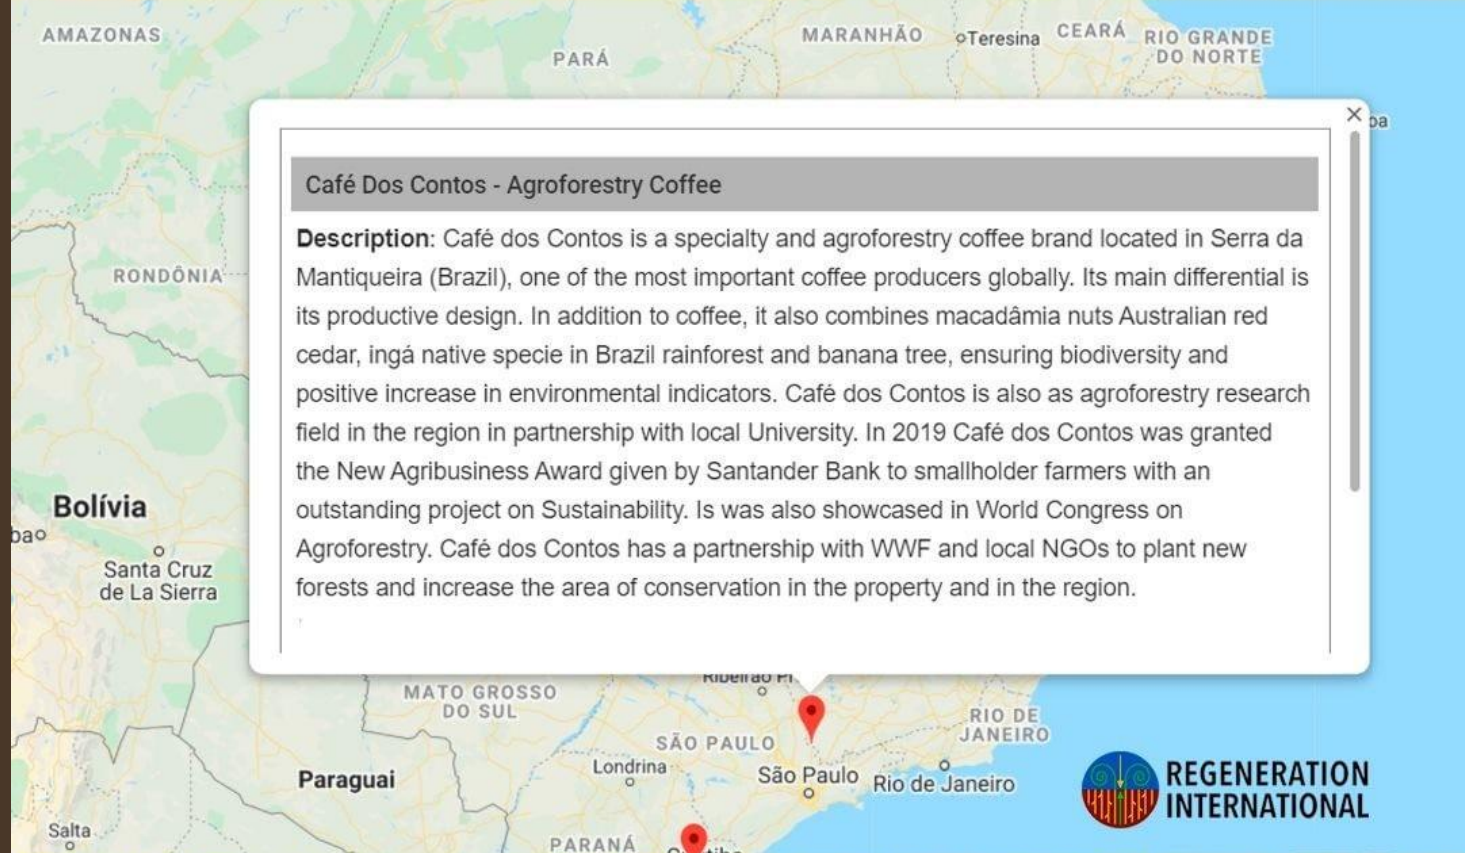 AMAZONAS
PARÁ
MARANHÃO
Teresina
CEARÁ
RIO GRANDE
DO NORTE
Café Dos Contos - Agroforestry Coffee
Description: Café dos Contos is a specialty and agroforestry coffee brand located in Serra da
Mantiqueira (Brazil), one of the most important coffee producers globally. Its main differential is
its productive design. In addition to coffee, it also combines macadâmia nuts Australian red
cedar, ingá native specie in Brazil rainforest and banana tree, ensuring biodiversity and
positive increase in environmental indicators. Café dos Contos is also as agroforestry research
field in the region in partnership with local University. In 2019 Café dos Contos was granted
the New Agribusiness Award given by Santander Bank to smallholder farmers with an
outstanding project on Sustainability. Is was also showcased in World Congress on
Agroforestry. Café dos Contos has a partnership with WWF and local NGOs to plant new
forests and increase the area of conservation in the property and in the region.
RONDÔNIA
Bolívia
Santa Cruz
de La Sierra
MATO GROSSO
DO SUL
SÃO PAULO
RIO DE
JANEIRO
Londrina
São Paulo
Rio de Janeiro
Paraguai
Salta
PARANÁ
REGENERATION
INTERNATIONAL